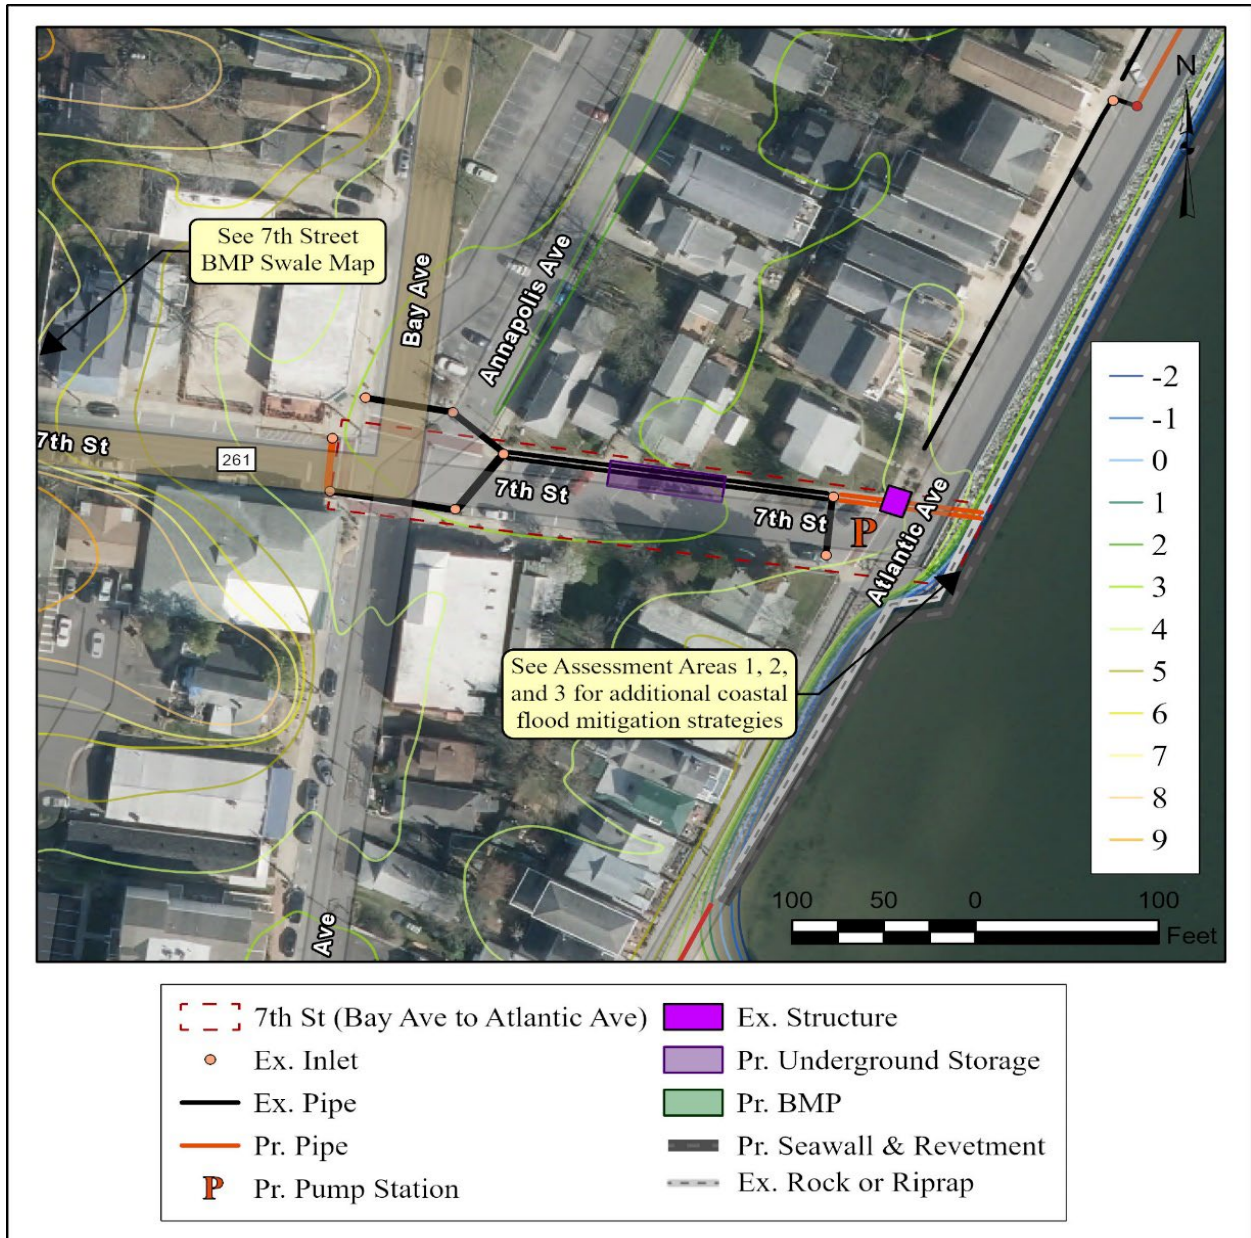 N
See 7th Street
BMP Swale Map
Bay Ave
Annapolis Ave
7th St
261
7th St
7th St
P
Atlantic Ave
See Assessment Areas 1, 2,
and 3 for additional coastal
flood mitigation strategies
Ave
-2
-1
0
1
2
3
4
5
6
7
8
9
100 50 0 100
Feet
7th St (Bay Ave to Atlantic Ave)
Ex. Inlet
Ex. Pipe
Pr. Pipe
P Pr. Pump Station
Ex. Structure
Pr. Underground Storage
Pr. BMP
Pr. Seawall & Revetment
Ex. Rock or Riprap